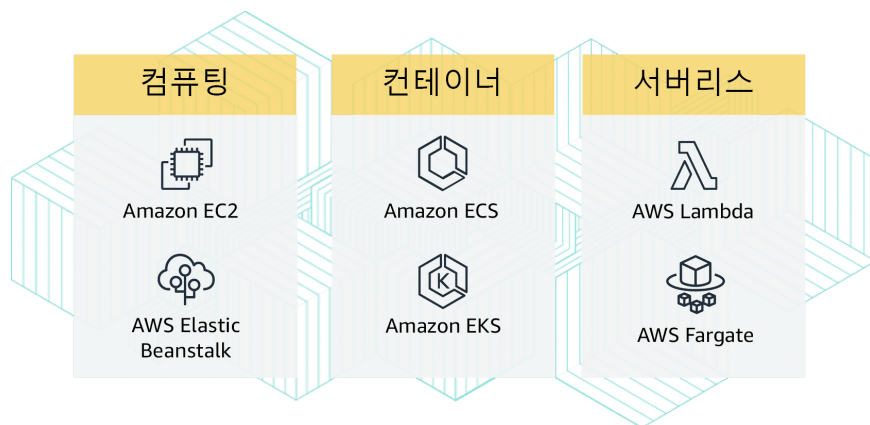 컴퓨팅
Amazon EC2
AWS Elastic
Beanstalk
컨테이너
Amazon ECS
K
Amazon EKS
서버리스
AWS Lambda
AWS Fargate